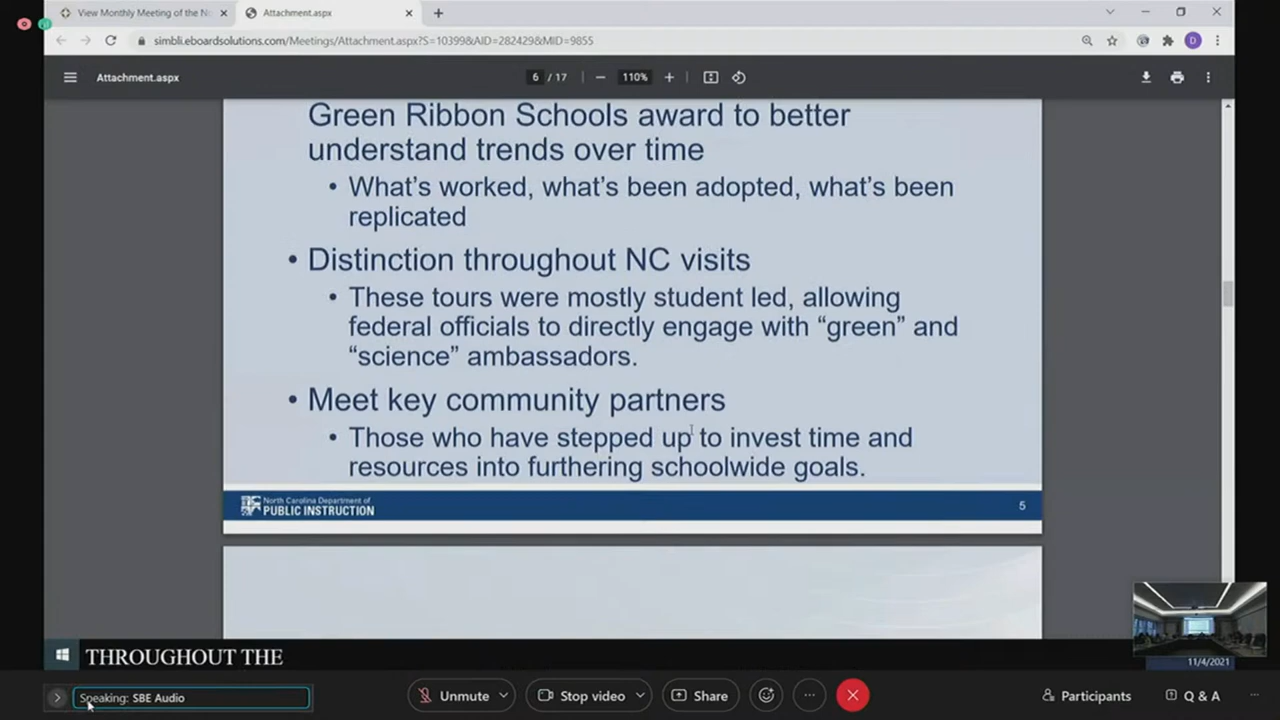 View Monthly Meeting of the No
Attachment.aspx
simbli.eboardsolutions.com/Meetings/Attachment.aspx?S=10399&AID=282429&MID=9855
D
Attachment.aspx
6 / 17
110%
Green Ribbon Schools award to better
understand trends over time
• What's worked, what's been adopted, what's been
replicated
• Distinction throughout NC visits
• These tours were mostly student led, allowing
federal officials to directly engage with “green” and
“science” ambassadors.
• Meet key community partners
• Those who have stepped up to invest time and
resources into furthering schoolwide goals.
North Carolina Department of
PUBLIC INSTRUCTION
5
THROUGHOUT THE
11/4/2021
Speaking: SBE Audio
Unmute
Stop video
Share
Participants
Q & A